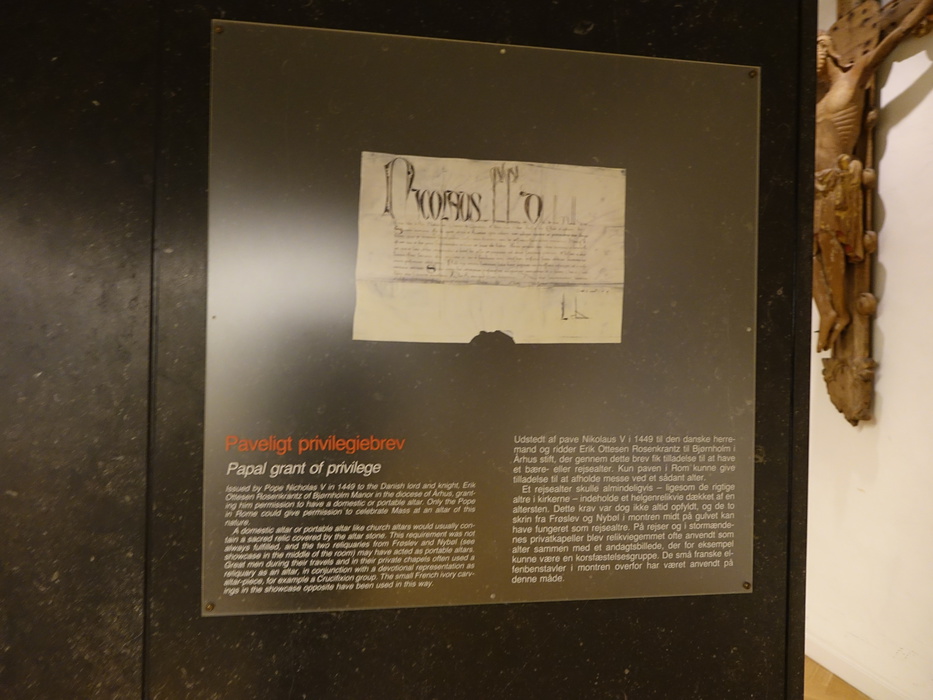 Nicolaus
Paveligt privilegiebrev
Papal grant of privilege
Issued by Pope Nicholas V in 1449 to the Danish lord and knight, Erik
Ottesen Rosenkrantz of Bjørnholm Manor in the diocese of Århus, grant-
ing him permission to have a domestic or portable altar. Only the Pope
in Rome could give permission to celebrate Mass at an altar of this
nature.
A domestic altar or portable altar like church altars would usually con-
tain a sacred relic covered by the altar stone. This requirement was not
always fulfilled, and the two reliquaries from Frøslev and Nybøl (see
showcase in the middle of the room) may have acted as portable altars.
Great men during their travels and in their private chapels often used a
reliquary as an altar, in conjunction with a devotional representation as
altar-piece, for example a Crucifixion group. The small French ivory carv-
ings in the showcase opposite have been used in this way.
Udstedt af pave Nikolaus V i 1449 til den danske herre-
mand og ridder Erik Ottesen Rosenkrantz til Bjørnholm i
Århus stift, der gennem dette brev fik tilladelse til at have
et bære- eller rejsealter. Kun paven i Rom kunne give
tilladelse til at afholde messe ved et sådant alter.
Et rejsealter skulle almindeligvis – ligesom de rigtige
altre i kirkerne – indeholde et helgenrelikvie dækket af en
altersten. Dette krav var dog ikke altid opfyldt, og de to
skrin fra Frøslev og Nybøl i montren midt på gulvet kan
have fungeret som rejsealtre. På rejser og i stormænde-
nes privatkapeller blev relikviegemmet ofte anvendt som
alter sammen med et andagtsbillede, der for eksempel
kunne være en korsfæstelsesgruppe. De små franske el-
fenbenstavler i montren overfor har været anvendt på
denne måde.